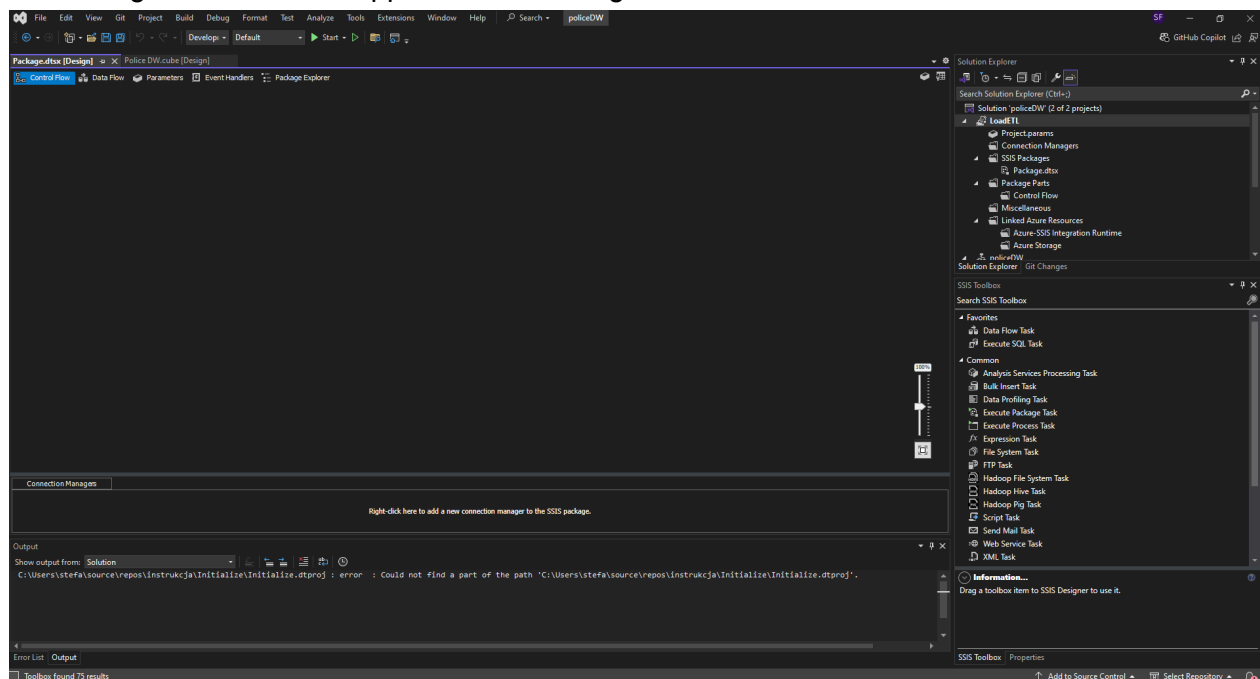 File Edit View Git Project Build Debug Format Test Analyze Tools Extensions Window Help Search policeDW SF
Develop Default Start GitHub Copilot
Package.dtsx [Design] Police DW.cube [Design]
Control Flow Data Flow Parameters Event Handlers Package Explorer
100%
Connection Managers
Right-click here to add a new connection manager to the SSIS package.
Output
Show output from: Solution
C:\Users\stefa\source\repos\instrukcja\Initialize\Initialize.dtproj : error : Could not find a part of the path 'C:\Users\stefa\source\repos\instrukcja\Initialize\Initialize.dtproj'.
Error List Output
Toolbox found 75 results
Solution Explorer
Search Solution Explorer (Ctrl+;)
Solution 'policeDW' (2 of 2 projects)
LoadETL
Project.params
Connection Managers
SSIS Packages
Package.dtsx
Package Parts
Control Flow
Miscellaneous
Linked Azure Resources
Azure-SSIS Integration Runtime
Azure Storage
policeDW
Solution Explorer Git Changes
SSIS Toolbox
Search SSIS Toolbox
Favorites
Data Flow Task
Execute SQL Task
Common
Analysis Services Processing Task
Bulk Insert Task
Data Profiling Task
Execute Package Task
Execute Process Task
Expression Task
File System Task
FTP Task
Hadoop File System Task
Hadoop Hive Task
Hadoop Pig Task
Script Task
Send Mail Task
Web Service Task
XML Task
Information...
Drag a toolbox item to SSIS Designer to use it.
SSIS Toolbox Properties
Add to Source Control Select Repository